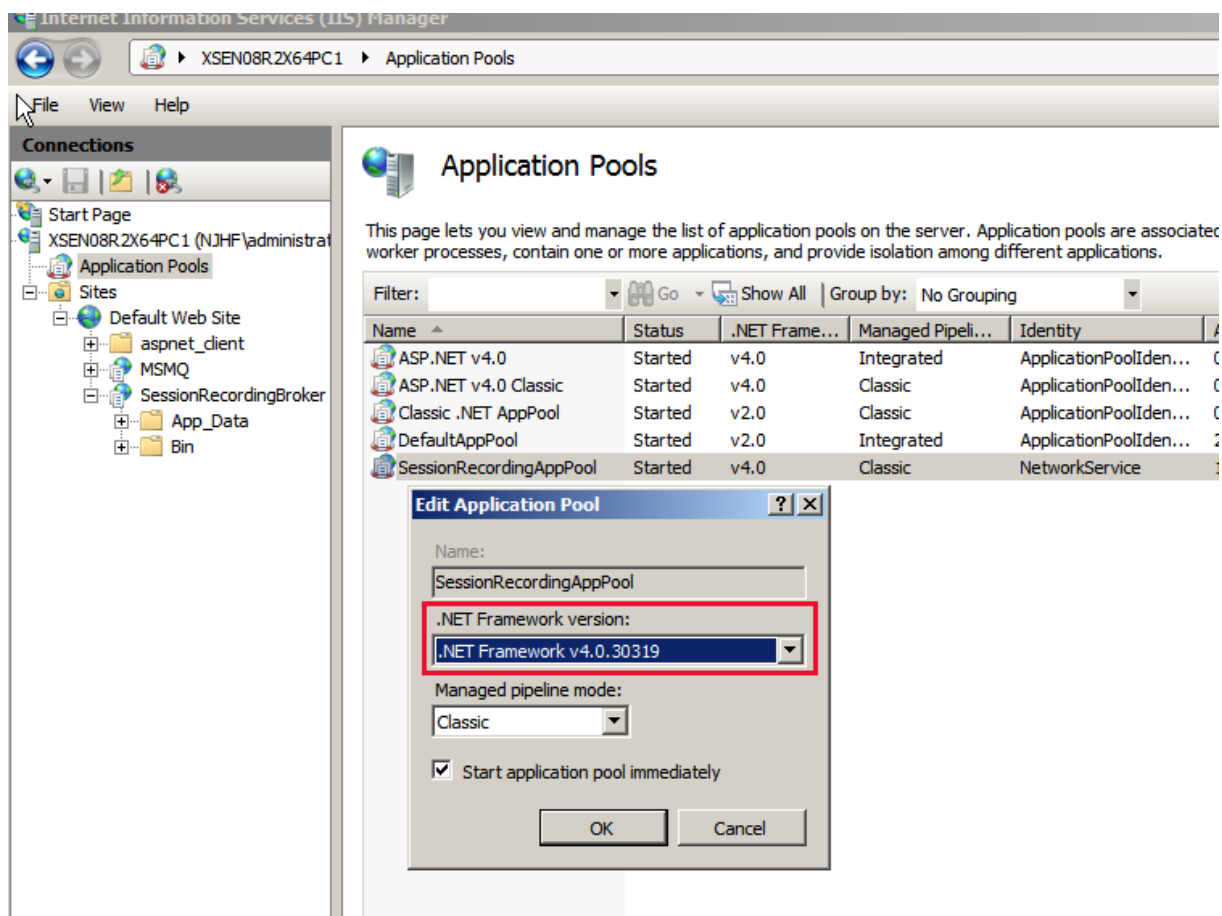 Internet Information Services (IIS) Manager
XSEN08R2X64PC1 Application Pools
File View Help
Connections
Start Page
XSEN08R2X64PC1 (NJHF\administrat
Application Pools
Sites
Default Web Site
aspnet_client
MSMQ
SessionRecordingBroker
App_Data
Bin
Application Pools
This page lets you view and manage the list of application pools on the server. Application pools are associated
worker processes, contain one or more applications, and provide isolation among different applications.
Filter: Go Show All Group by: No Grouping
Name Status .NET Frame... Managed Pipeli... Identity
ASP.NET v4.0 Started v4.0 Integrated ApplicationPoolIden...
ASP.NET v4.0 Classic Started v4.0 Classic ApplicationPoolIden...
Classic .NET AppPool Started v2.0 Classic ApplicationPoolIden...
DefaultAppPool Started v2.0 Integrated ApplicationPoolIden... 2
SessionRecordingAppPool Started v4.0 Classic NetworkService
Edit Application Pool ?
Name:
SessionRecordingAppPool
.NET Framework version:
.NET Framework v4.0.30319
Managed pipeline mode:
Classic
Start application pool immediately
OK Cancel